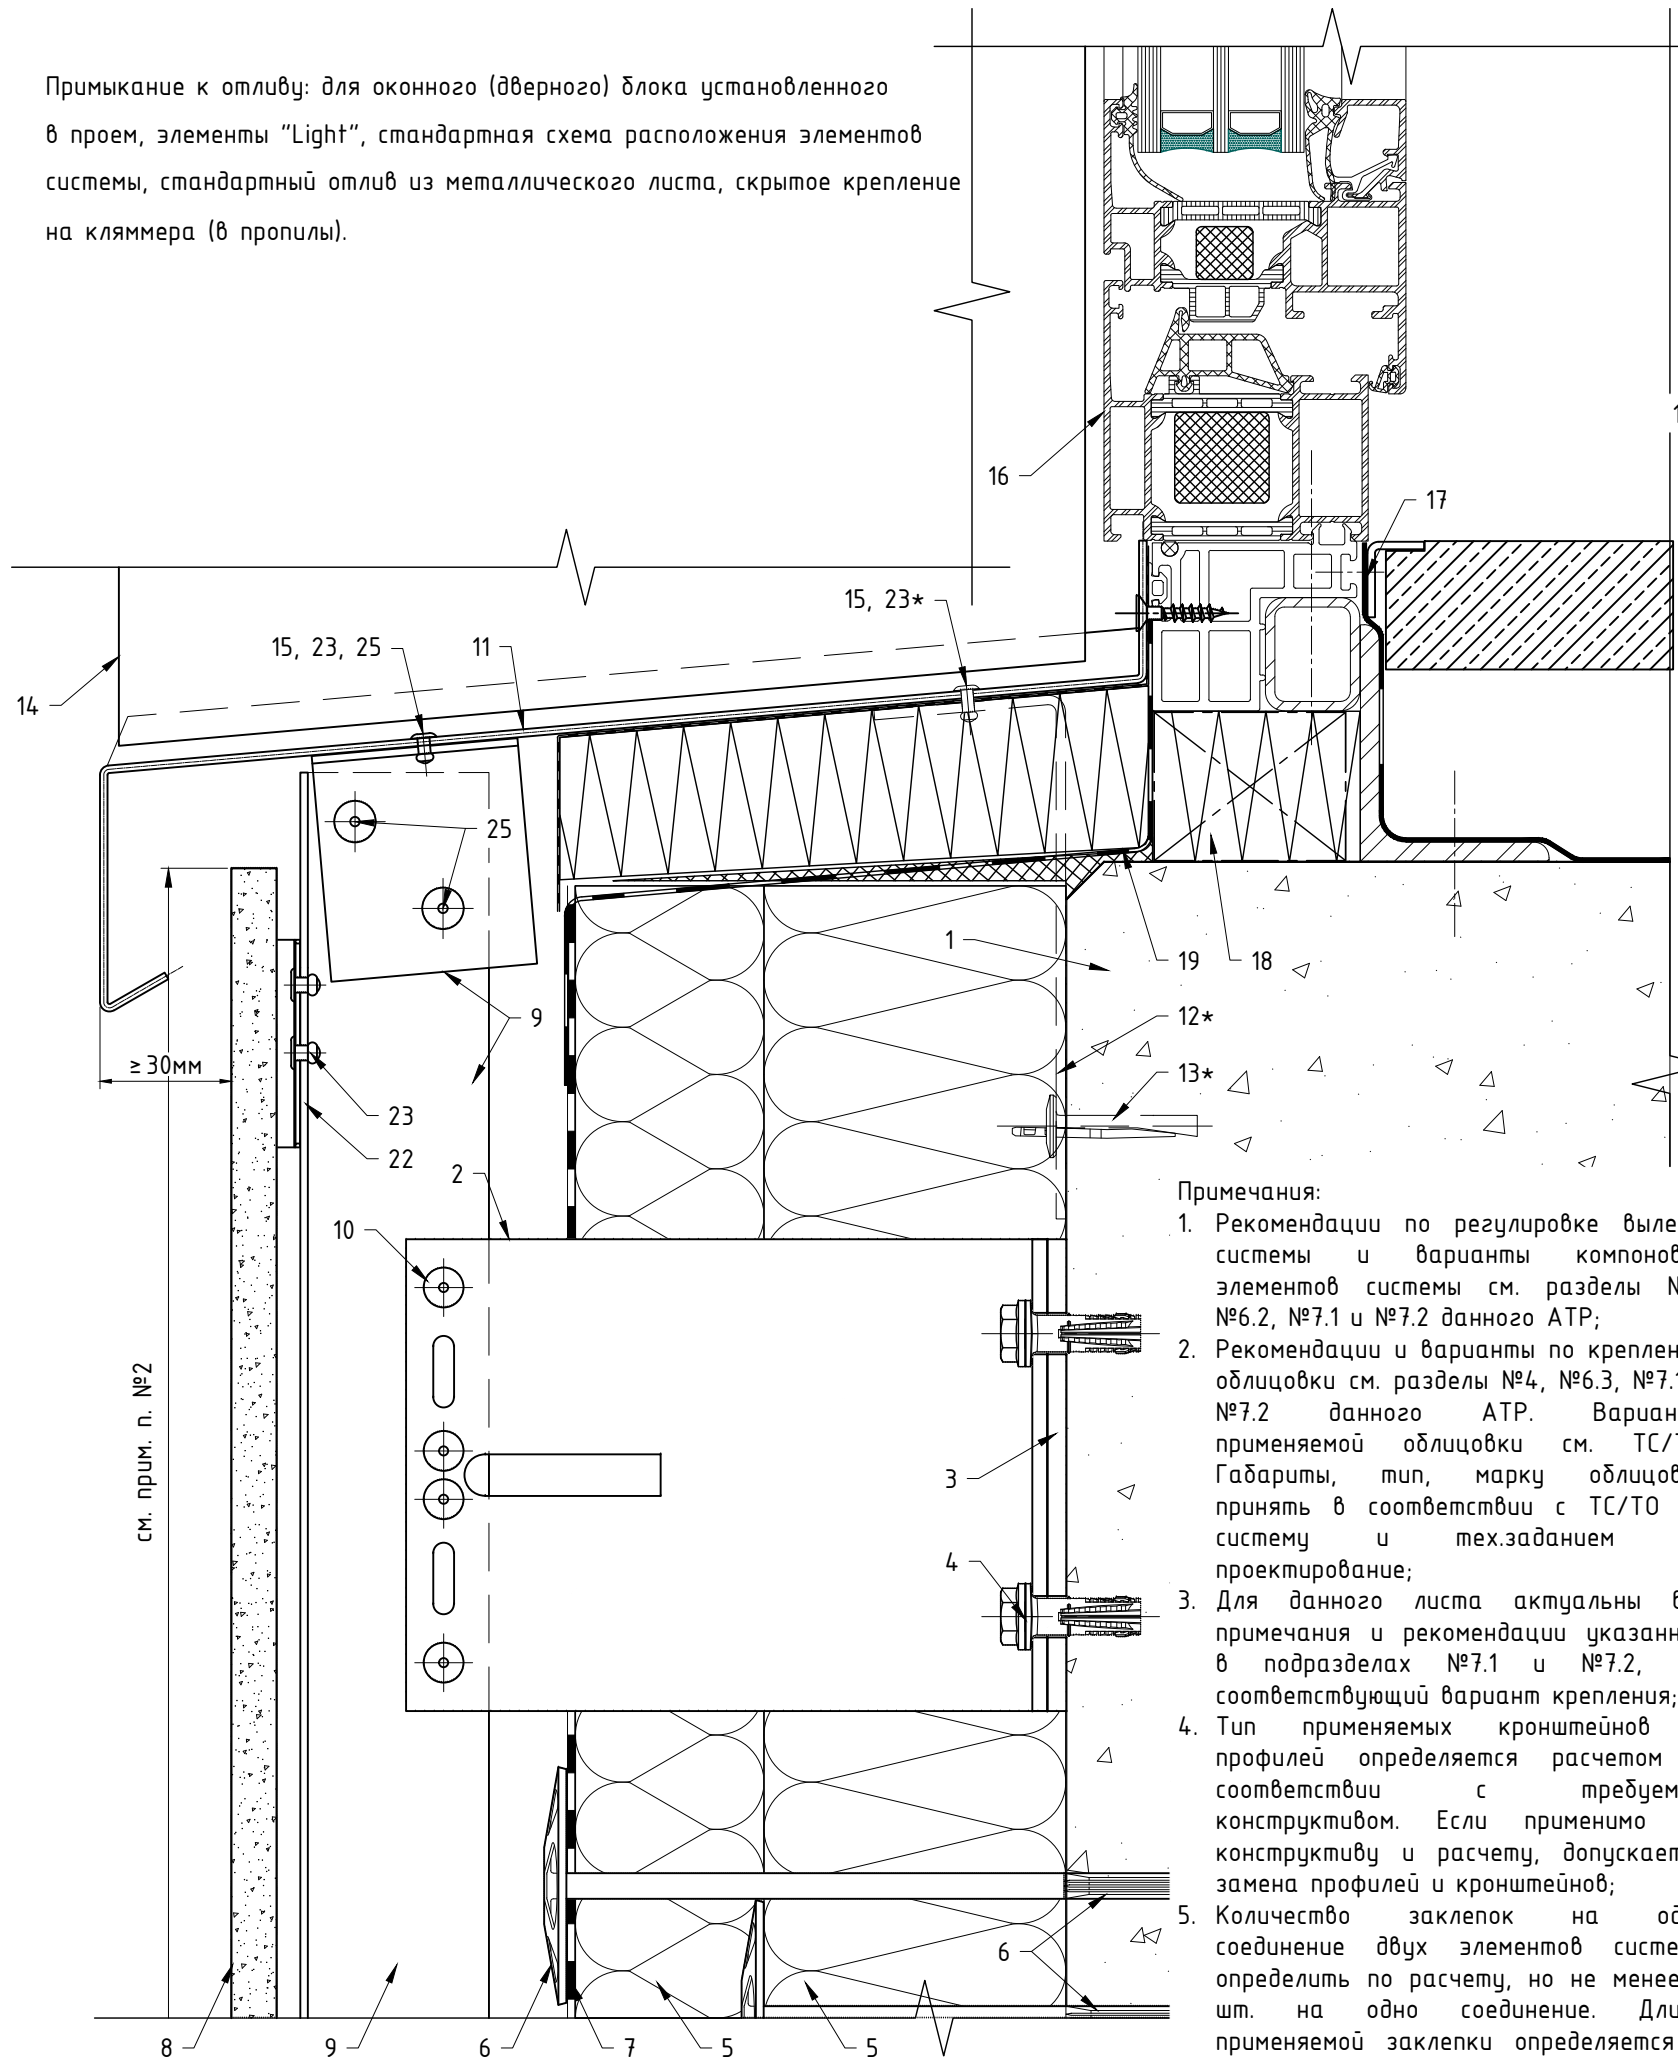 Примыкание к отливу: для оконного (дверного) блока установленного
в проем, элементы "Light", стандартная схема расположения элементов
системы, стандартный отлив из металлического листа, скрытое крепление
на кляммера (в пропилы).
1
16
17
15, 23*
15, 23, 25
11
14
25
1
19
18
9
12*
≥30мм
13*
23
22
2
10
см. прим. п. №2
3
4
6
8
9
6
7
5
5
Примечания:
1. Рекомендации по регулировке выле
системы и варианты компонов
элементов системы см. разделы №
№6.2, №7.1 и №7.2 данного АТР;
2. Рекомендации и варианты по креплен
облицовки см. разделы №4, №6.3, №7.1
№7.2 данного АТР. Вариан
применяемой облицовки см. ТС/Т
Габариты, тип, марку облицов
принять в соответствии с ТС/ТО
систему и тех.заданием
проектирование;
3. Для данного листа актуальны в
примечания и рекомендации указанн
в подразделах №7.1 и №7.2,
соответствующий вариант крепления;
4. Тип применяемых кронштейнов
профилей определяется расчетом
соответствии с требуем
конструктивом. Если применимо
конструктиву и расчету, допускает
замена профилей и кронштейнов;
5. Количество заклепок на од
соединение двух элементов систе
определить по расчету, но не менее
шт. на одно соединение. Дли
применяемой заклепки определяется